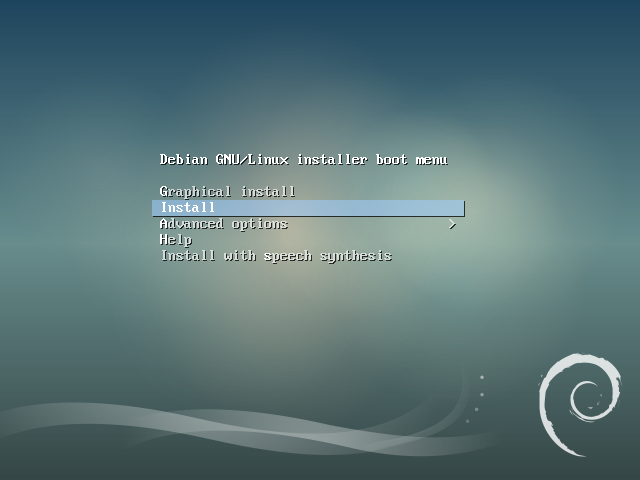 Debian GNU/Linux installer boot menu
Graphical install
Install
Advanced options >
Help
Install with speech synthesis